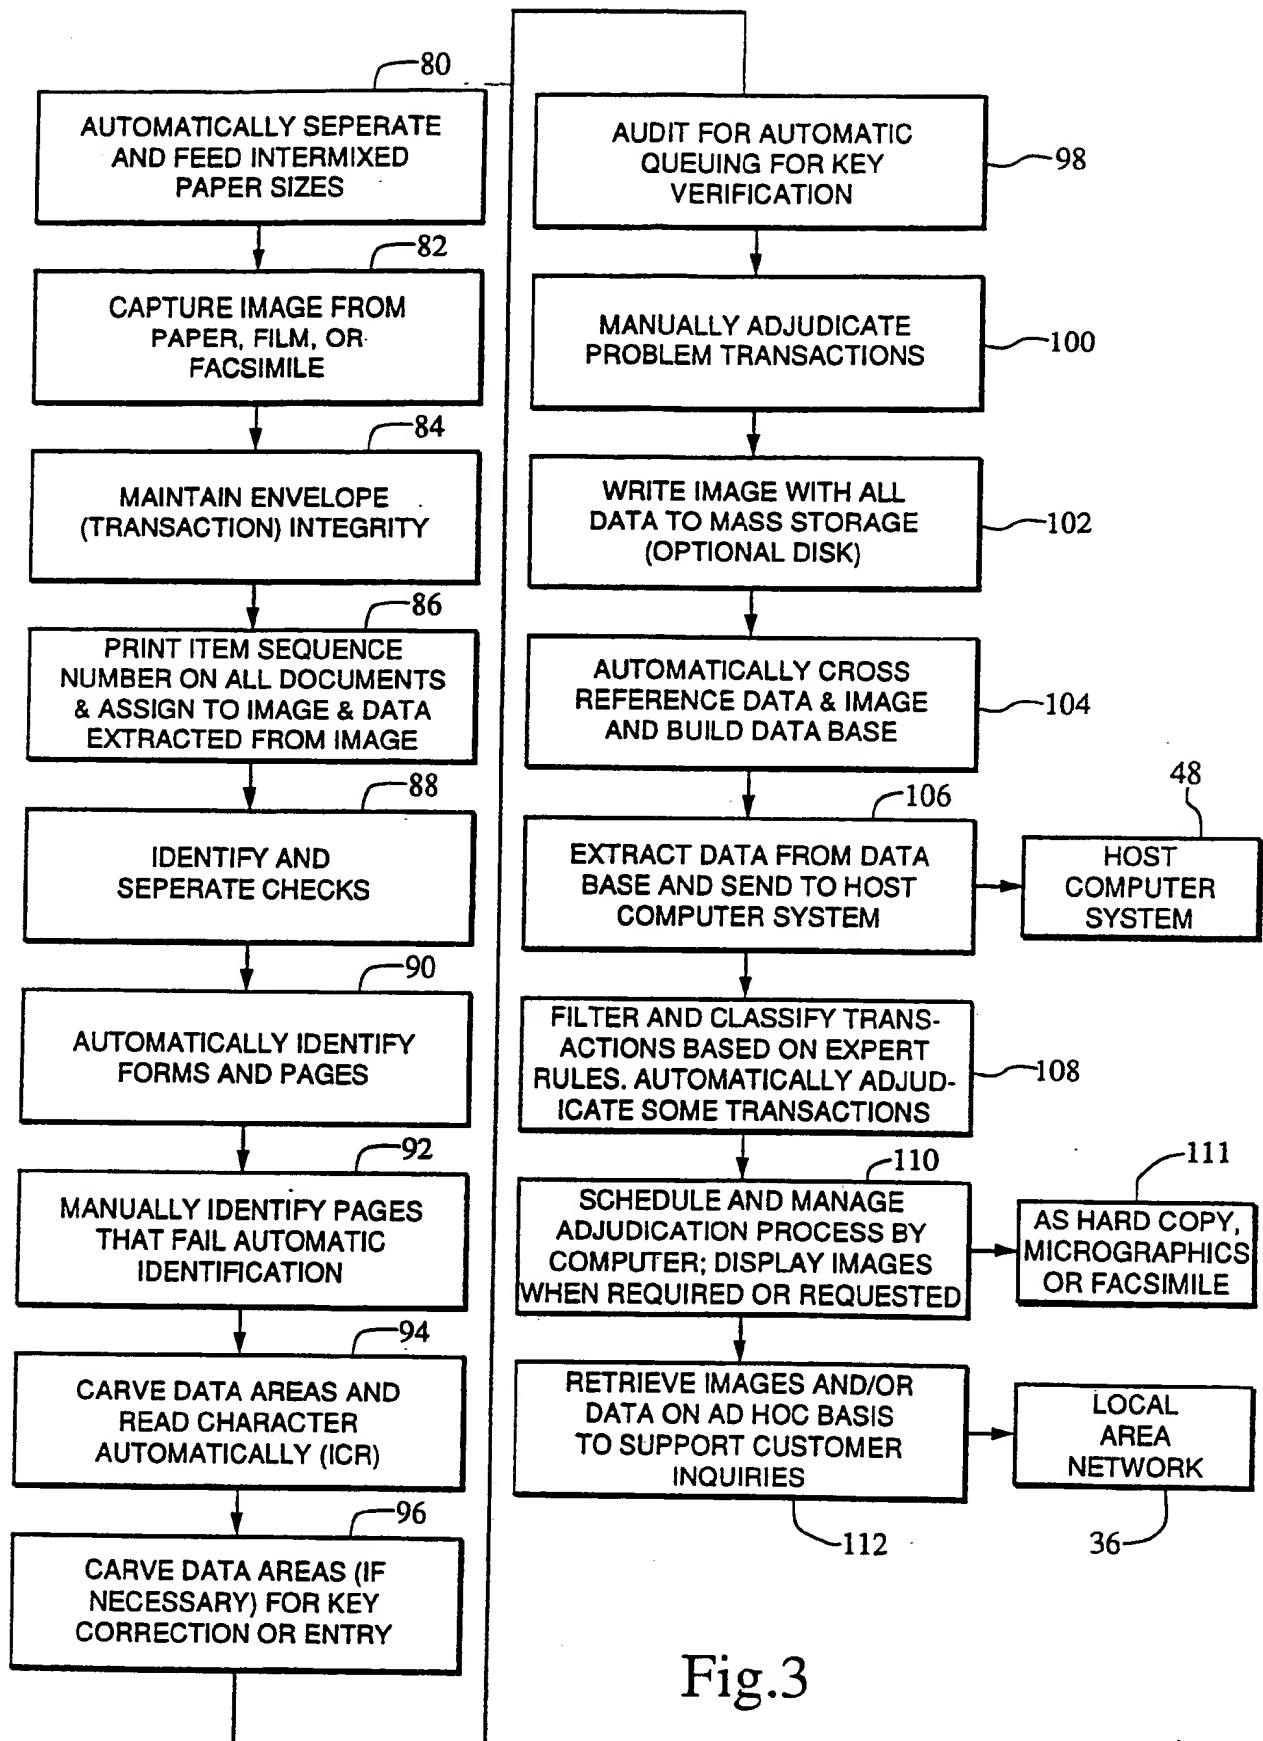 80
AUTOMATICALLY SEPERATE
AND FEED INTERMIXED
PAPER SIZES
82
CAPTURE IMAGE FROM
PAPER, FILM, OR
FACSIMILE
84
MAINTAIN ENVELOPE
(TRANSACTION) INTEGRITY
86
PRINT ITEM SEQUENCE
NUMBER ON ALL DOCUMENTS
& ASSIGN TO IMAGE & DATA
EXTRACTED FROM IMAGE
88
IDENTIFY AND
SEPERATE CHECKS
90
AUTOMATICALLY IDENTIFY
FORMS AND PAGES
92
MANUALLY IDENTIFY PAGES
THAT FAIL AUTOMATIC
IDENTIFICATION
94
CARVE DATA AREAS AND
READ CHARACTER
AUTOMATICALLY (ICR)
96
CARVE DATA AREAS (IF
NECESSARY) FOR KEY
CORRECTION OR ENTRY
AUDIT FOR AUTOMATIC
QUEUING FOR KEY
VERIFICATION
98
MANUALLY ADJUDICATE
PROBLEM TRANSACTIONS
100
WRITE IMAGE WITH ALL
DATA TO MASS STORAGE
(OPTIONAL DISK)
102
AUTOMATICALLY CROSS
REFERENCE DATA & IMAGE
AND BUILD DATA BASE
104
106
EXTRACT DATA FROM DATA
BASE AND SEND TO HOST
COMPUTER SYSTEM
48
HOST
COMPUTER
SYSTEM
FILTER AND CLASSIFY TRANS-
ACTIONS BASED ON EXPERT
RULES. AUTOMATICALLY ADJUD-
ICATE SOME TRANSACTIONS
108
110
SCHEDULE AND MANAGE
ADJUDICATION PROCESS BY
COMPUTER; DISPLAY IMAGES
WHEN REQUIRED OR REQUESTED
111
AS HARD COPY,
MICROGRAPHICS
OR FACSIMILE
RETRIEVE IMAGES AND/OR
DATA ON AD HOC BASIS
TO SUPPORT CUSTOMER
INQUIRIES
112
LOCAL
AREA
NETWORK
36
Fig.3